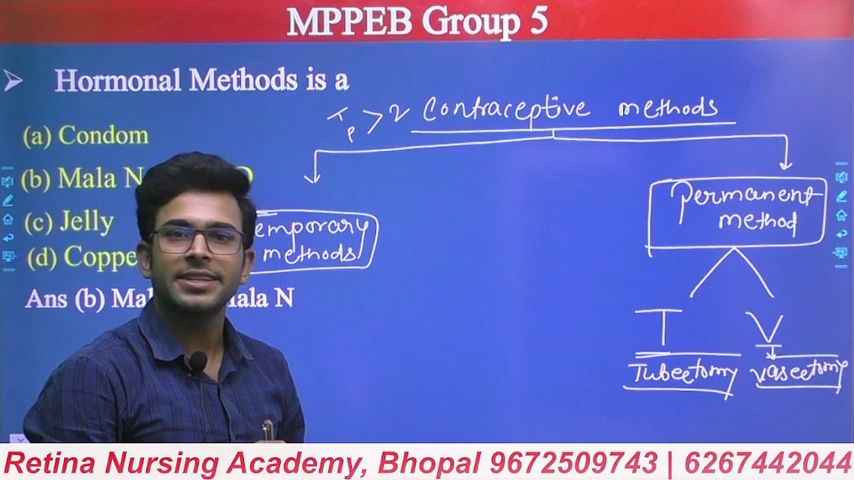 MPPEB Group 5
Hormonal Methods is a
Contraceptive methods
(a) Condom
(b) Mala N
(c) Jelly
(d) Coppe
Ans (b) Ma
ala N
emporary
methods
Permanent
method
T
V
Tubectomy
vasectomy
Retina Nursing Academy, Bhopal 9672509743 | 6267442044